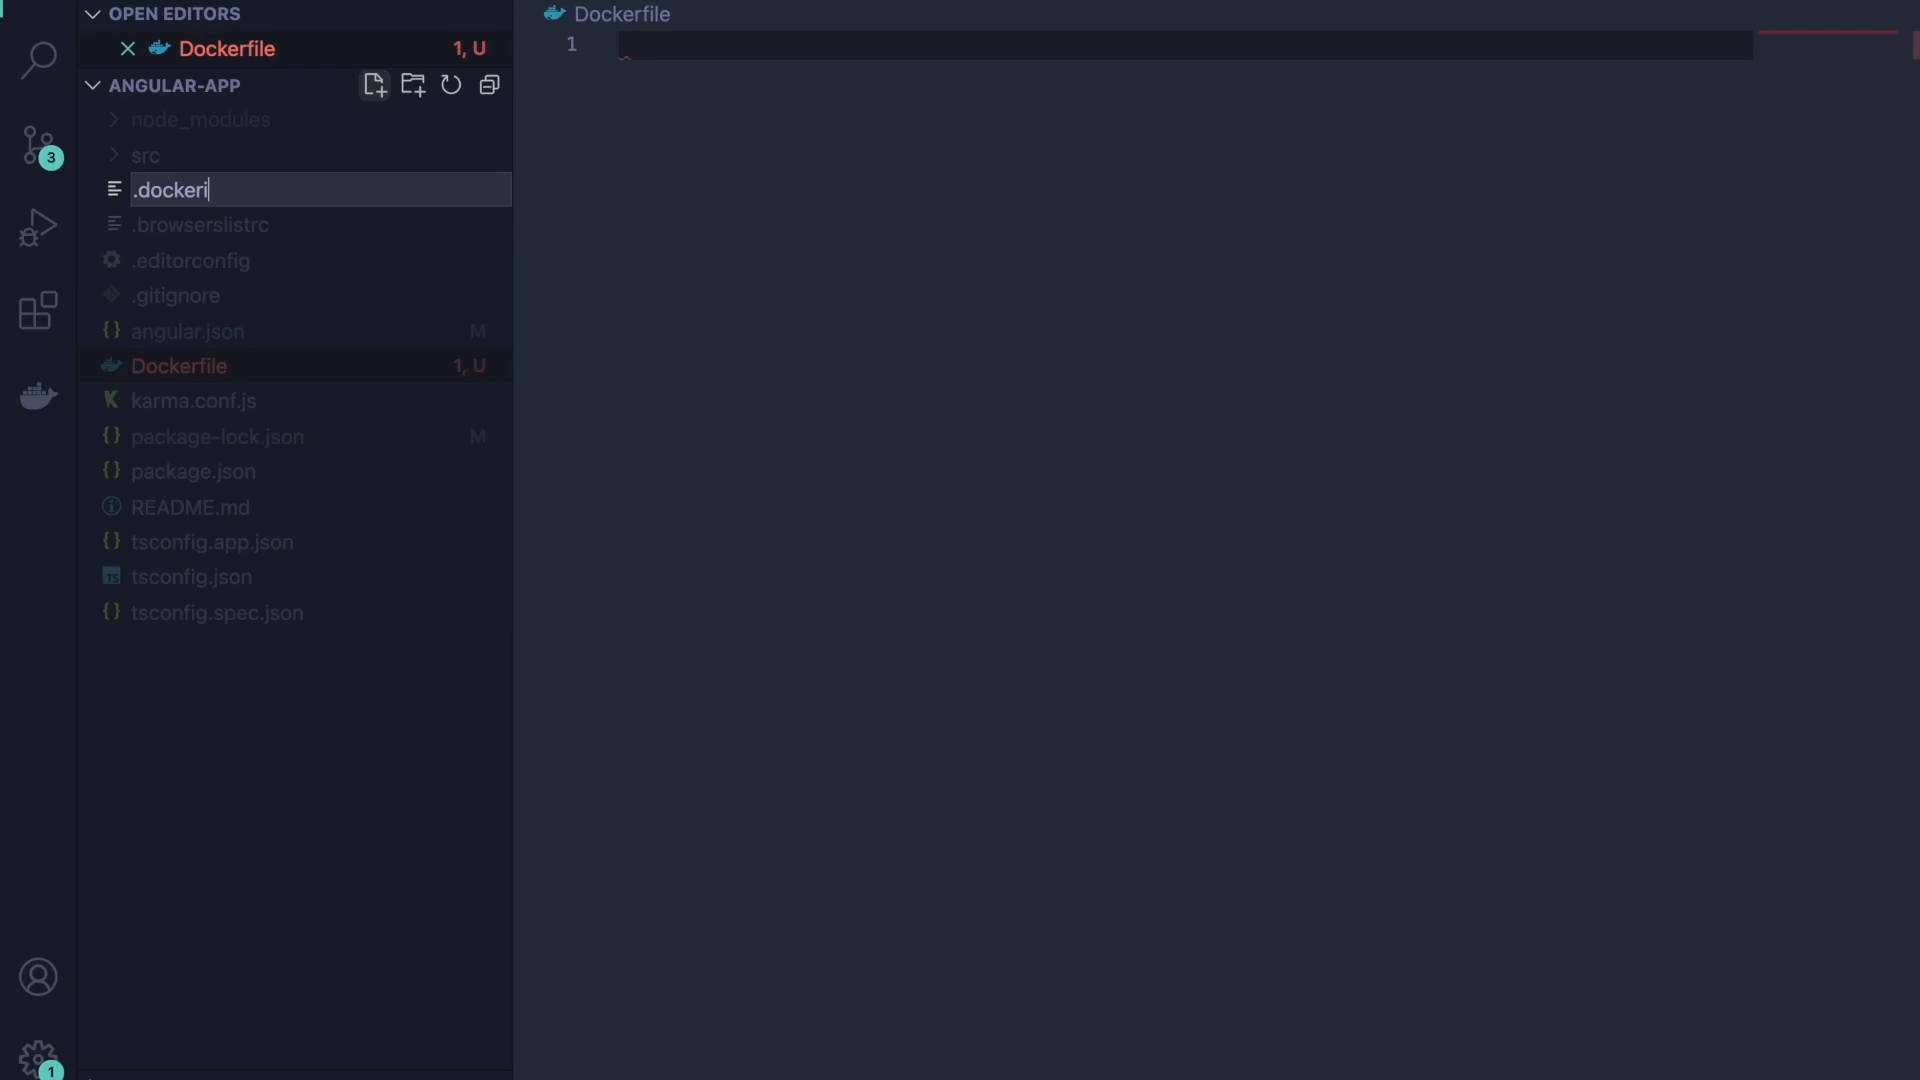 OPEN EDITORS
Dockerfile 1, U
ANGULAR-APP
node_modules
src
.dockeri
.browserslistrc
.editorconfig
.gitignore
angular.json M
Dockerfile 1, U
karma.conf.js
package-lock.json M
package.json
README.md
tsconfig.app.json
TS tsconfig.json
tsconfig.spec.json
3
1
Dockerfile
1